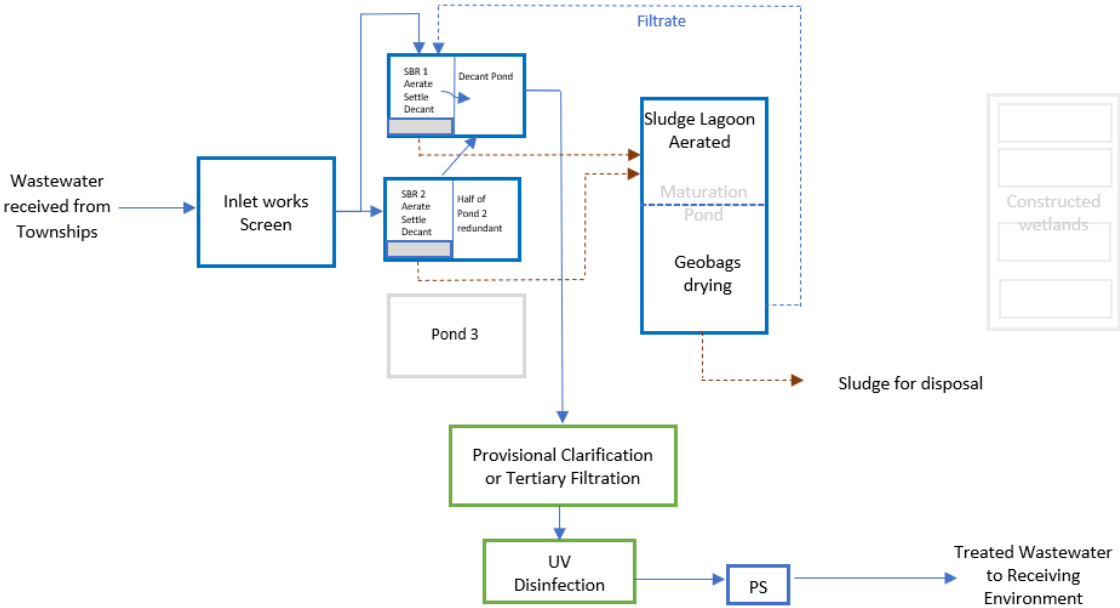 Filtrate
SBR 1
Aerate
Settle
Decant
Decant Pond
Sludge Lagoon
Aerated
Maturation
Pond
Geobags
drying
Constructed
wetlands
Wastewater
received from
Townships
Inlet works
Screen
SBR 2
Aerate
Settle
Decant
Half of
Pond 2
redundant
Pond 3
Sludge for disposal
Provisional Clarification
or Tertiary Filtration
UV
Disinfection
PS
Treated Wastewater
to Receiving
Environment